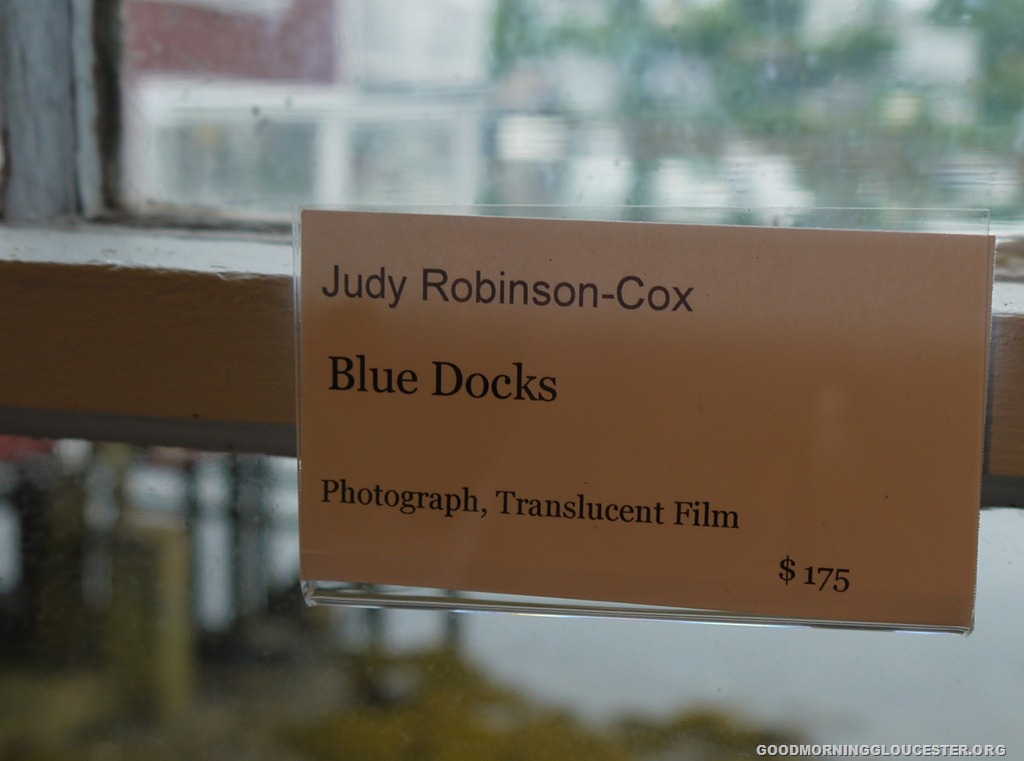 Judy Robinson-Cox
Blue Docks
Photograph, Translucent Film
$ 175
GOODMORNINGGLOUCESTER.ORG